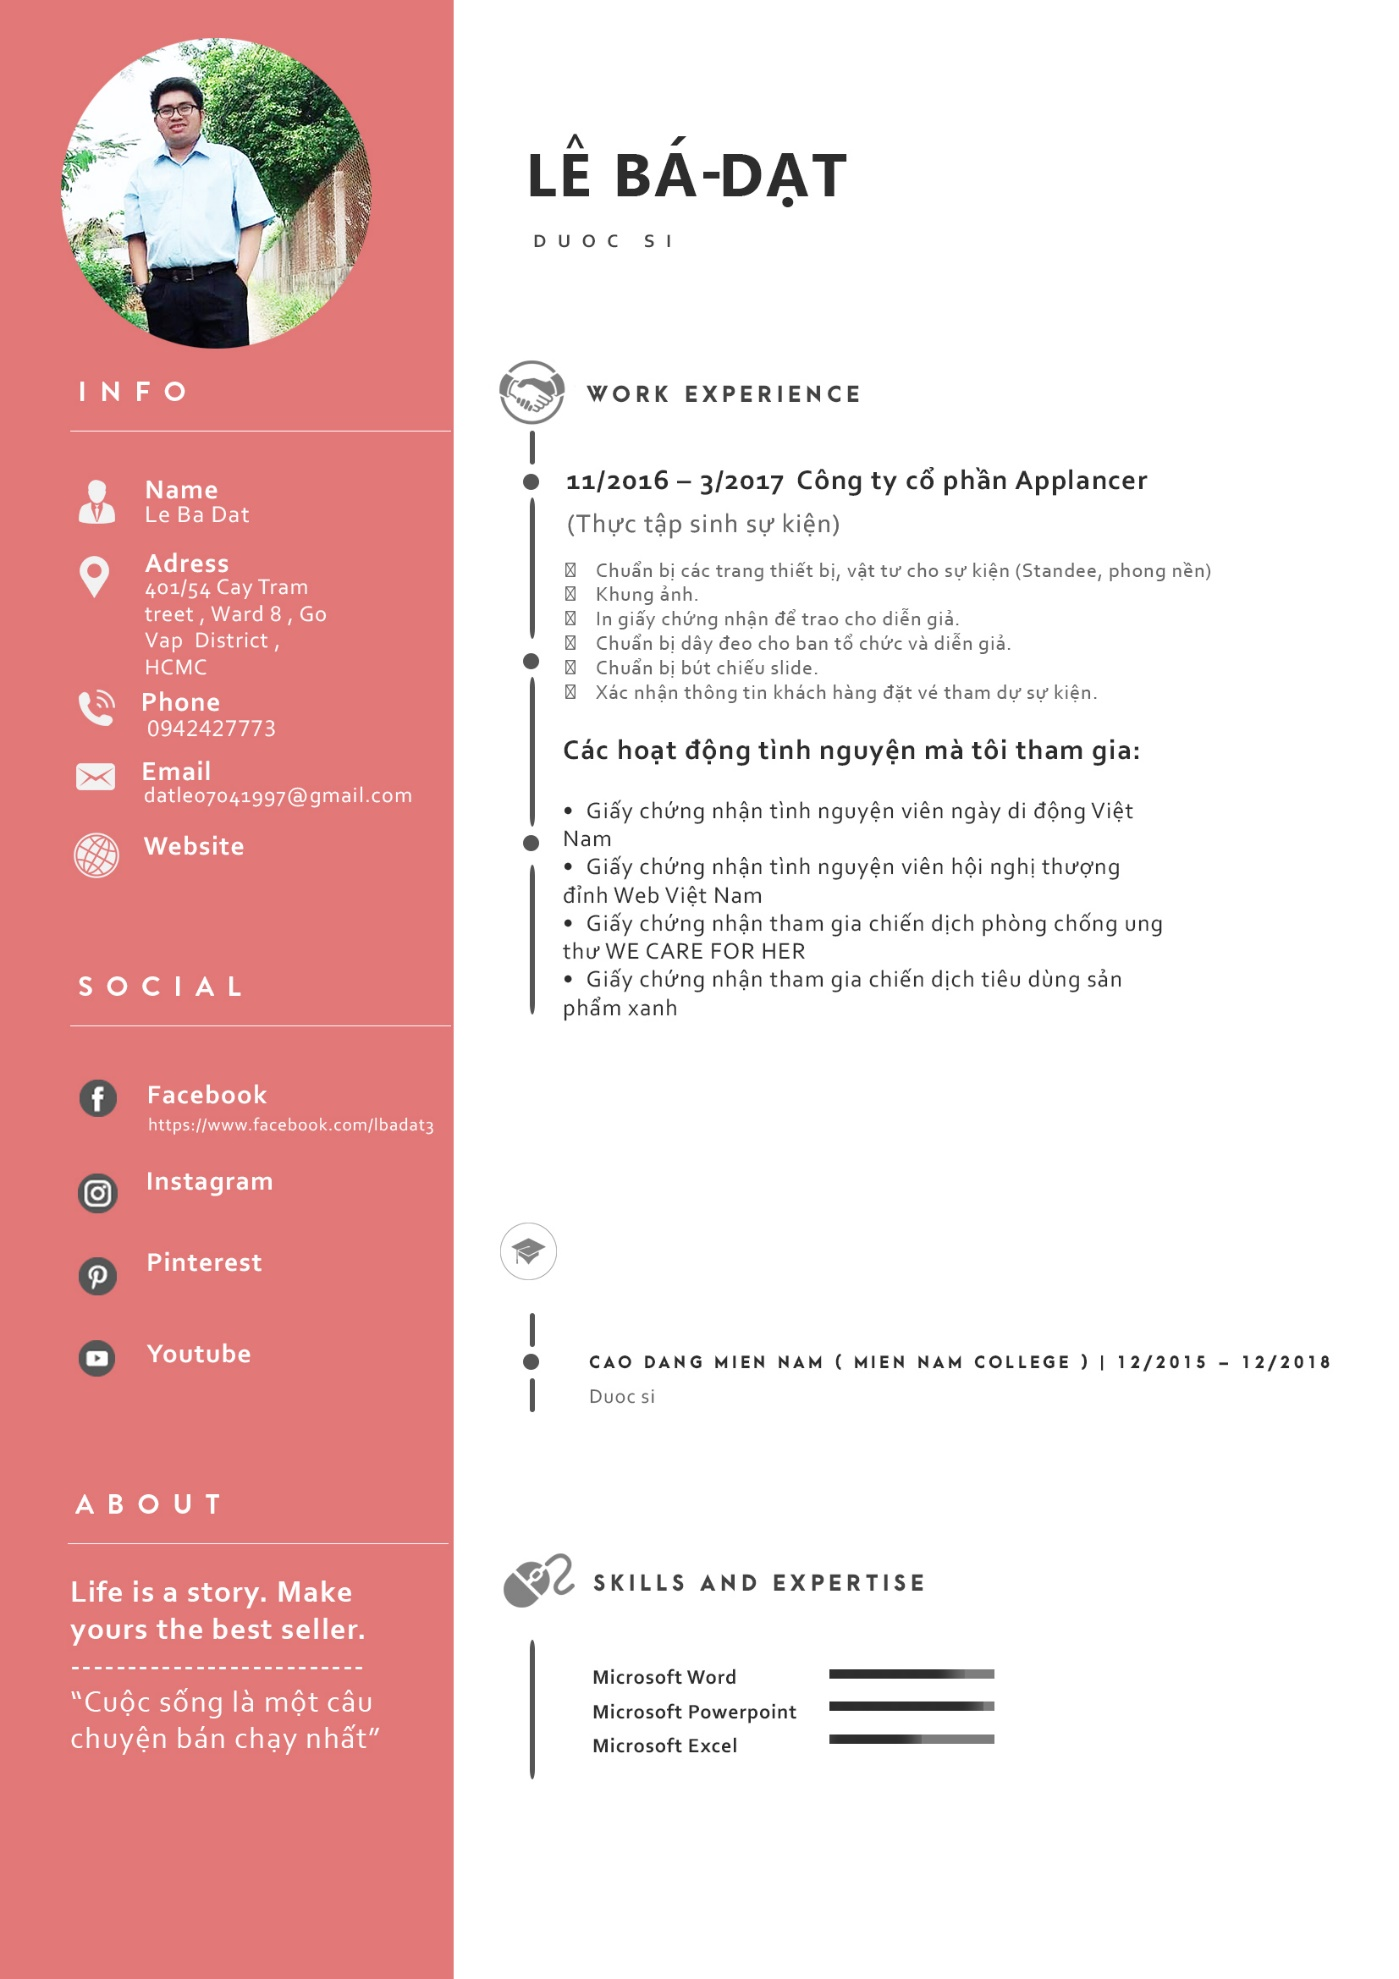 LÊ BÁ-DẠT
DUOC SI
INFO
Name
Le Ba Dat
Adress
401/54 Cay Tram
treet , Ward 8 , Go
Vap District ,
HCMC
Phone
0942427773
Email
datle07041997@gmail.com
Website
SOCIAL
Facebook
https://www.facebook.com/lbadat3
Instagram
Pinterest
Youtube
ABOUT
Life is a story. Make
yours the best seller.
--------------------------
“Cuộc sống là một câu
chuyện bán chạy nhất”
WORK EXPERIENCE
11/2016 – 3/2017 Công ty cổ phần Applancer
(Thực tập sinh sự kiện)
Chuẩn bị các trang thiết bị, vật tư cho sự kiện (Standee, phong nền)
Khung ảnh.
In giấy chứng nhận để trao cho diễn giả.
Chuẩn bị dây đeo cho ban tổ chức và diễn giả.
Chuẩn bị bút chiếu slide.
Xác nhận thông tin khách hàng đặt vé tham dự sự kiện.
Các hoạt động tình nguyện mà tôi tham gia:
• Giấy chứng nhận tình nguyện viên ngày di động Việt
Nam
• Giấy chứng nhận tình nguyện viên hội nghị thượng
đỉnh Web Việt Nam
• Giấy chứng nhận tham gia chiến dịch phòng chống ung
thư WE CARE FOR HER
• Giấy chứng nhận tham gia chiến dịch tiêu dùng sản
phẩm xanh
CAO DANG MIEN NAM ( MIEN NAM COLLEGE ) | 12/2015 – 12/2018
Duoc si
SKILLS AND EXPERTISE
Microsoft Word
Microsoft Powerpoint
Microsoft Excel